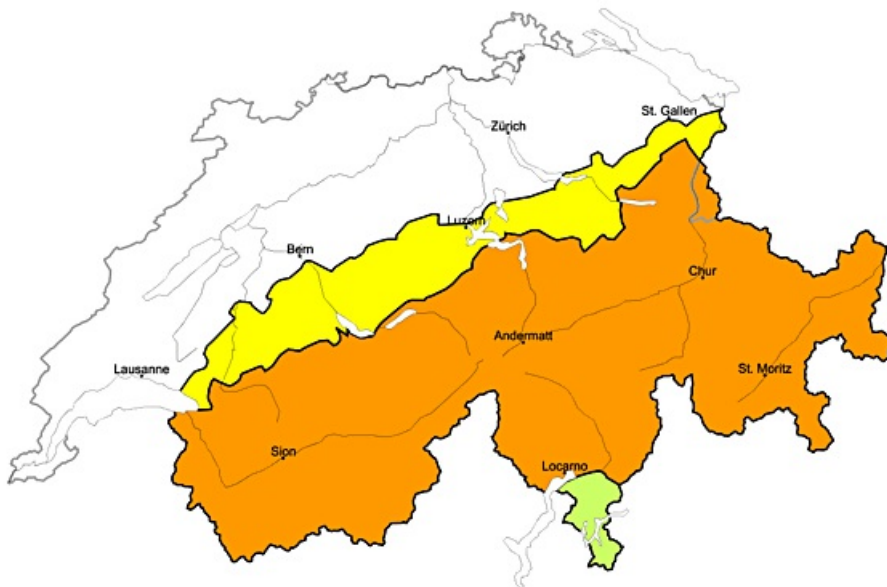 St. Gallen
Zürich
Luzern
Bern
Chur
Andermatt
Lausanne
St. Moritz
Sion
Locarno